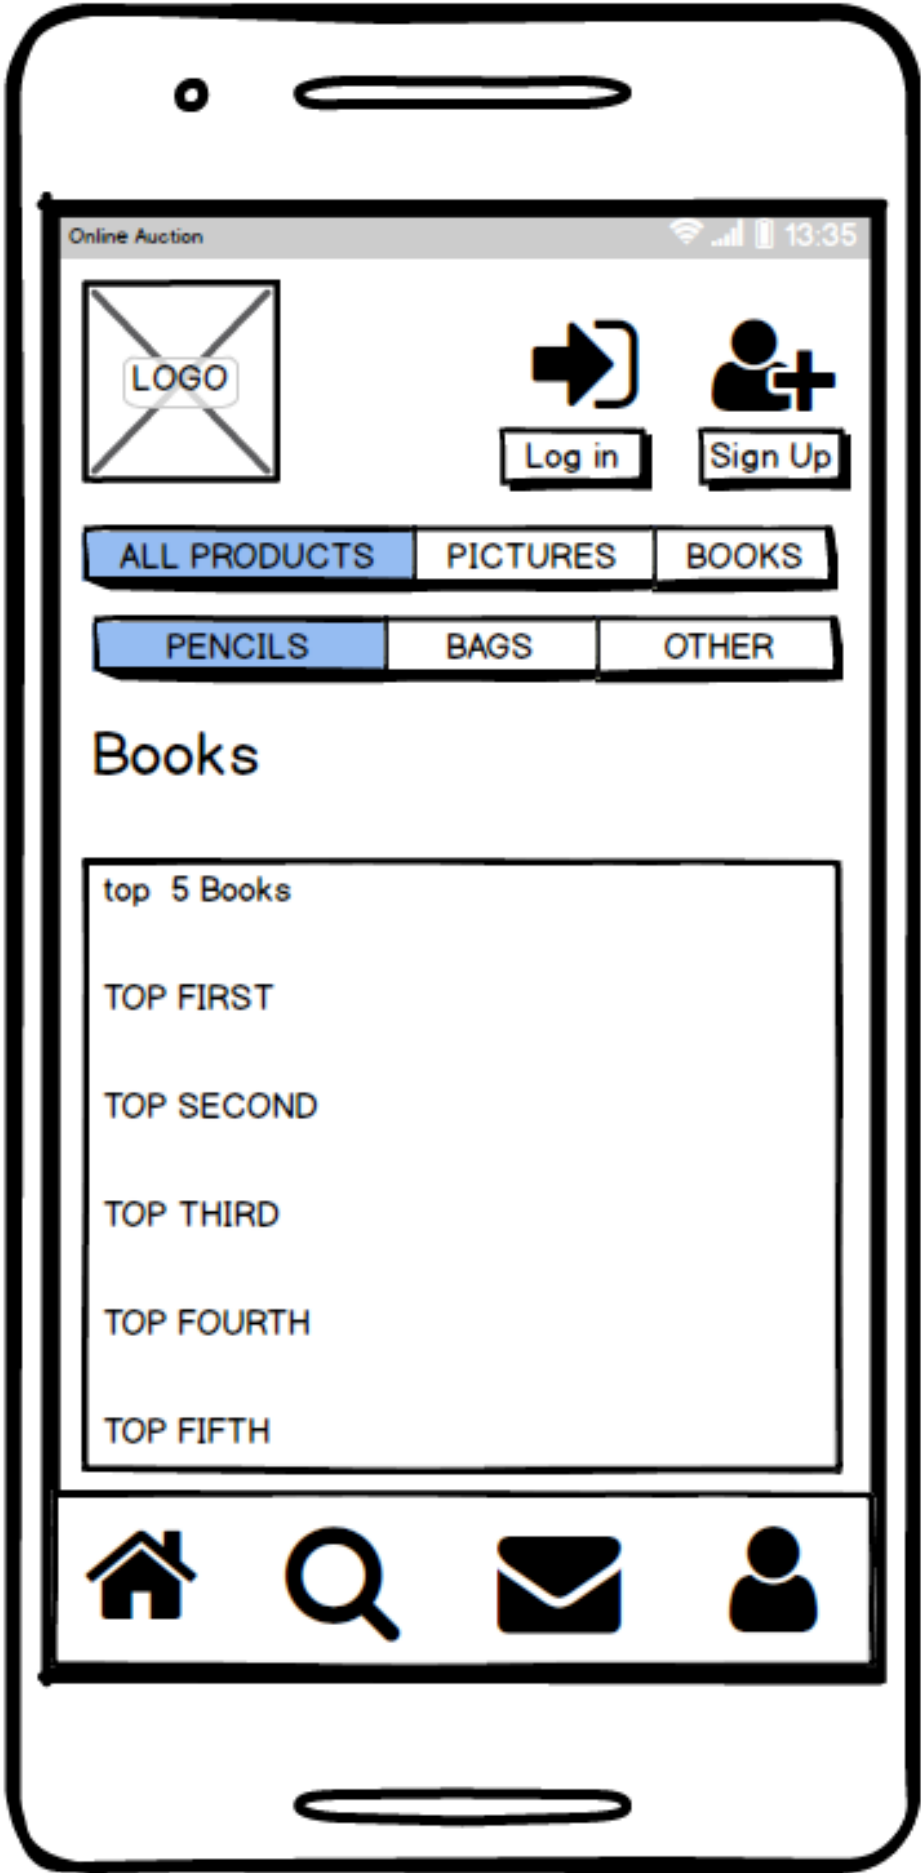 Online Auction 13:35
LOGO
Log in Sign Up
ALL PRODUCTS PICTURES BOOKS
PENCILS BAGS OTHER
Books
top 5 Books
TOP FIRST
TOP SECOND
TOP THIRD
TOP FOURTH
TOP FIFTH